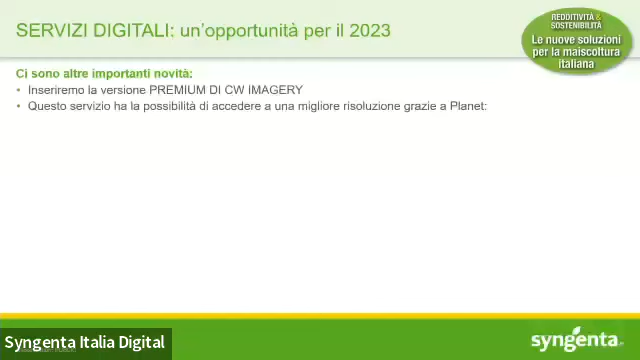 SERVIZI DIGITALI: un'opportunità per il 2023
REDDITIVITÀ &
SOSTENIBILITÀ
Le nuove soluzioni
per la maiscoltura
italiana
Ci sono altre importanti novità:
• Inseriremo la versione PREMIUM DI CW IMAGERY
• Questo servizio ha la possibilità di accedere a una migliore risoluzione grazie a Planet:
Syngenta Italia Digital
syngenta